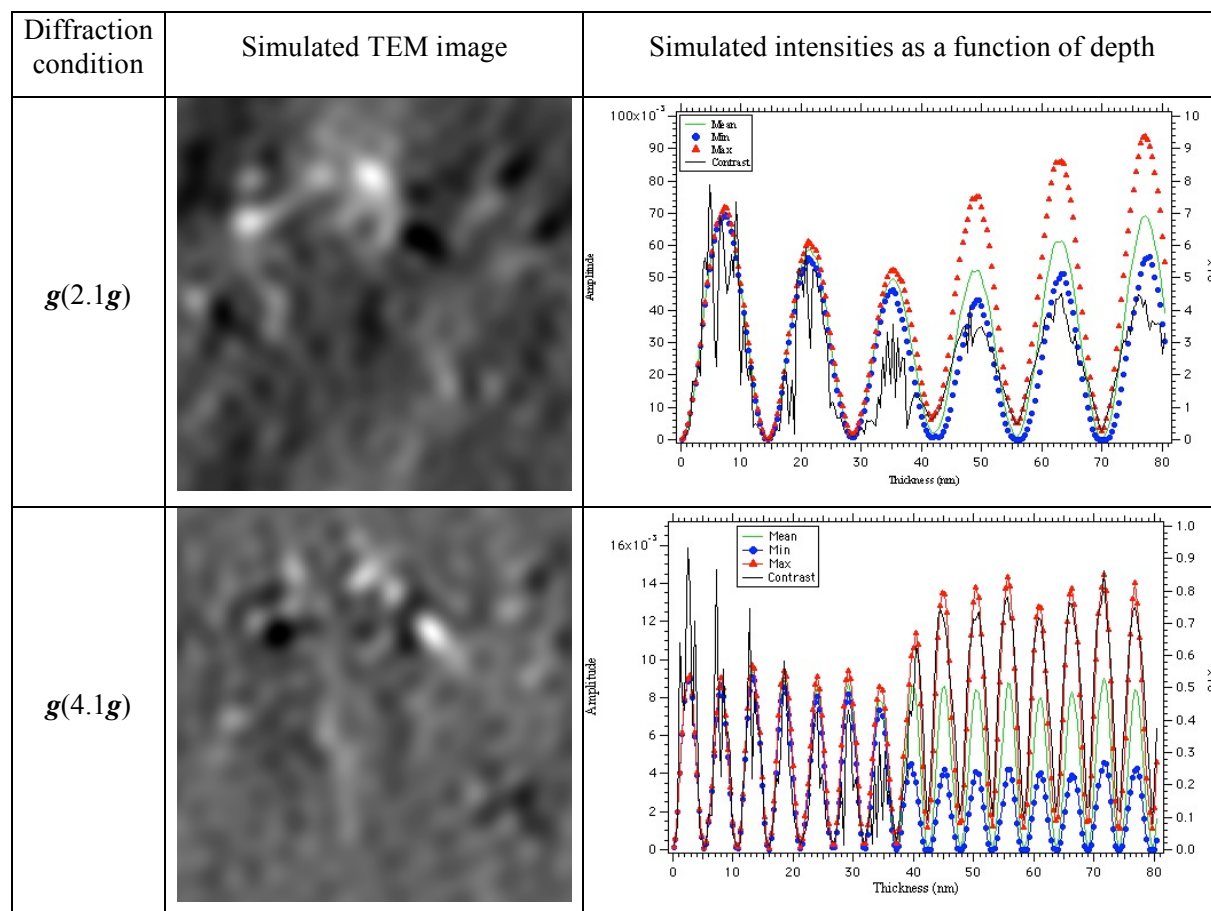 Diffraction
condition
Simulated TEM image
Simulated intensities as a function of depth
g(2.1g)
100x10⁻³
90
80
70
60
50
40
30
20
10
0
Amplitude
Mean
Min
Max
Contrast
10
9
8
7
6
5
4
3
2
1
0
0 10 20 30 40 50 60 70 80
Thickness (nm)
g(4.1g)
16x10⁻³
14
12
10
8
6
4
2
0
Amplitude
Mean
Min
Max
Contrast
1.0
0.9
0.8
0.7
0.6
0.5
0.4
0.3
0.2
0.1
0.0
0 10 20 30 40 50 60 70 80
Thickness (nm)